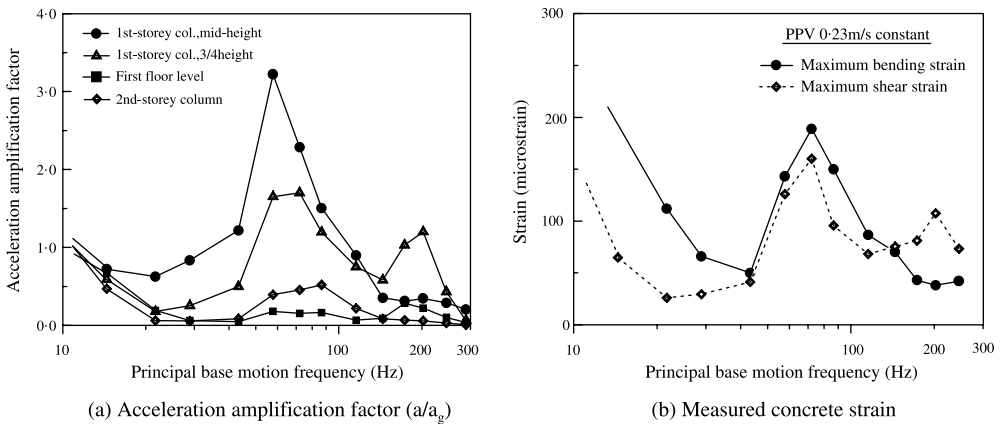 4·0
3·0
2·0
1·0
0·0
Acceleration amplification factor
1st-storey col.,mid-height
1st-storey col.,3/4height
First floor level
2nd-storey column
10
100
200
300
Principal base motion frequency (Hz)
(a) Acceleration amplification factor (a/ag)
300
200
100
0
Strain (microstrain)
PPV 0·23m/s constant
Maximum bending strain
Maximum shear strain
10
100
200
300
Principal base motion frequency (Hz)
(b) Measured concrete strain